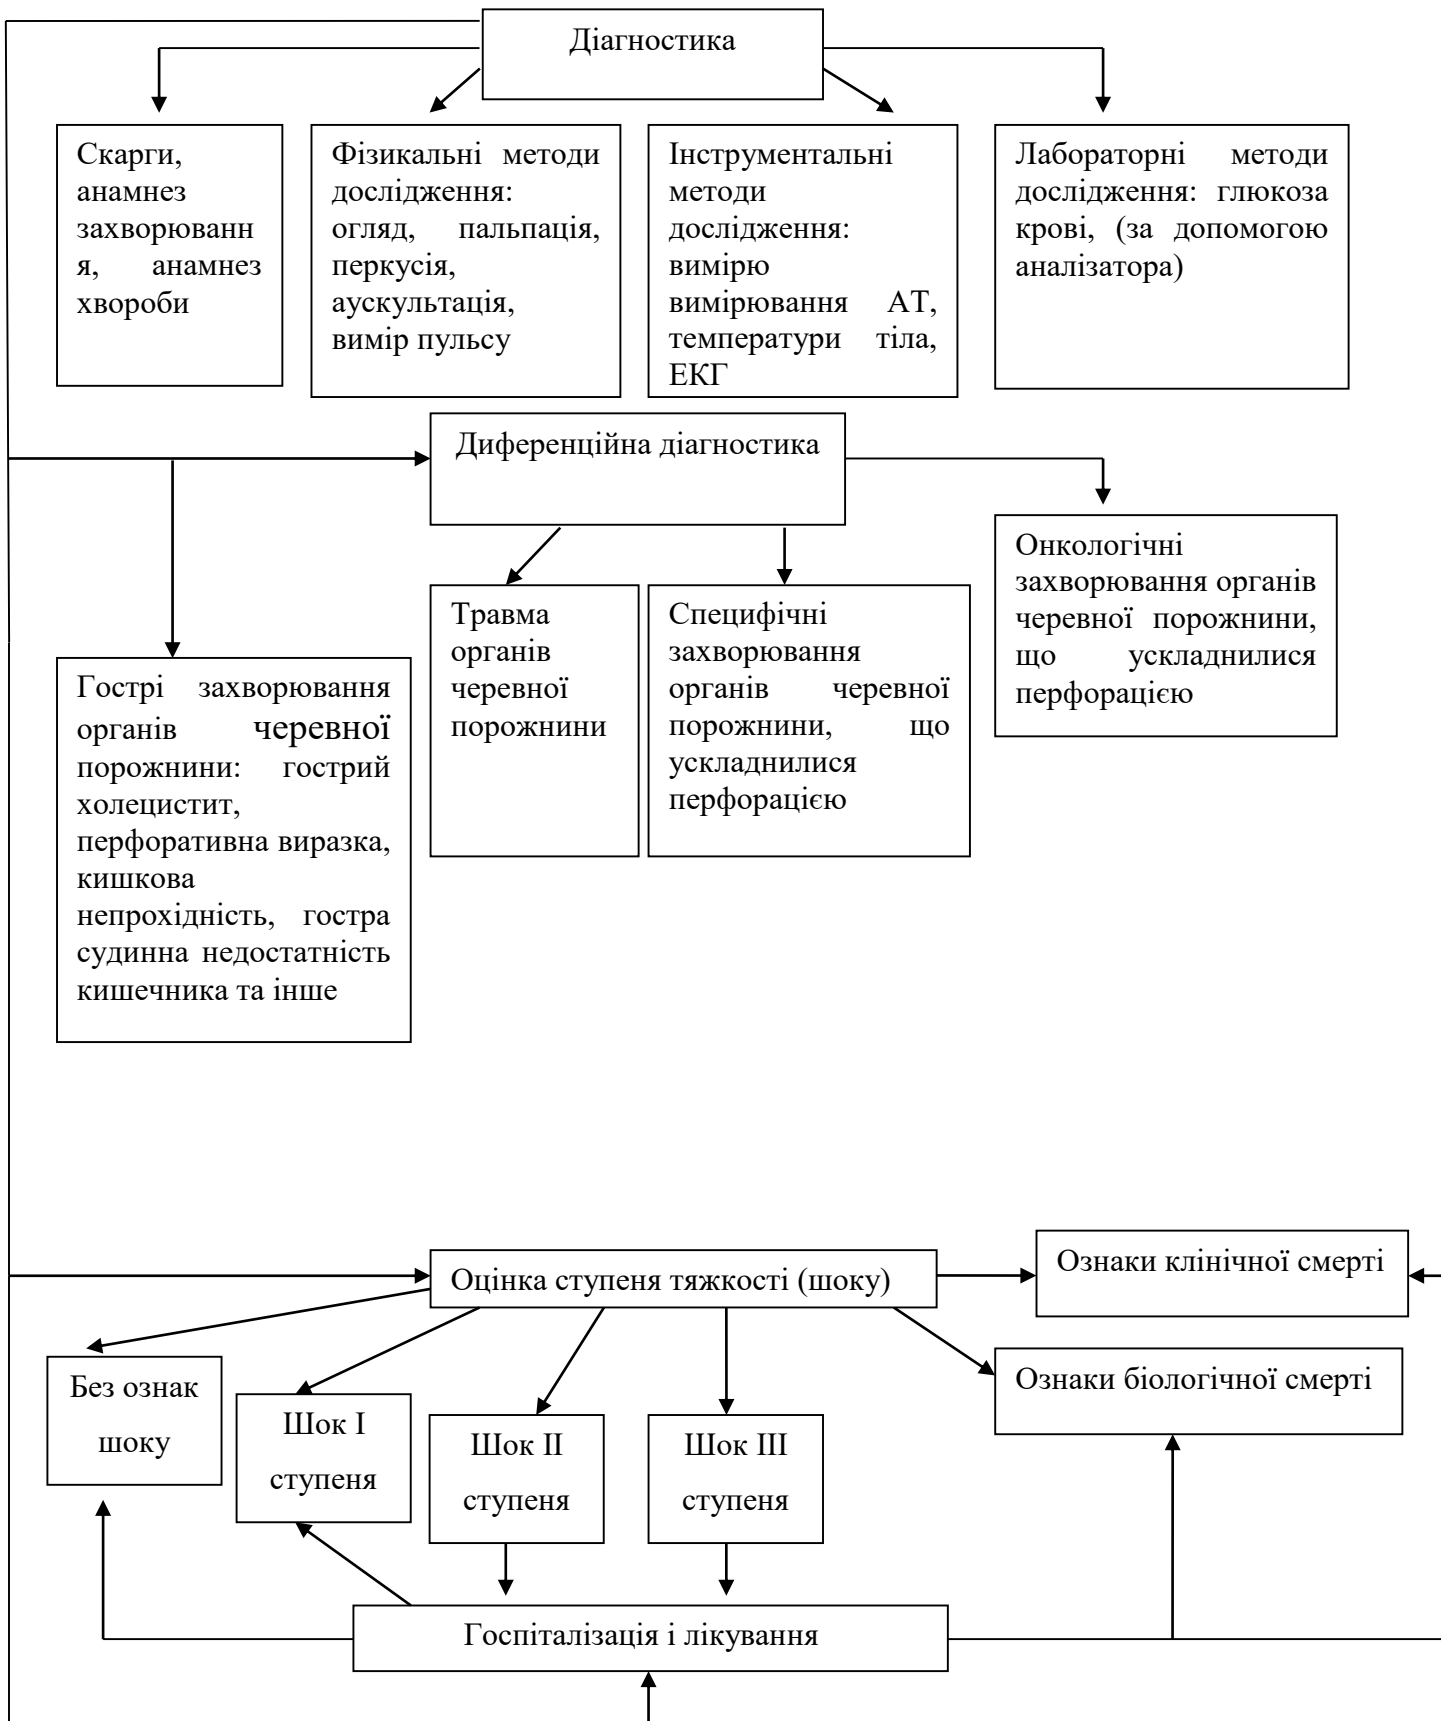 Діагностика
Скарги,
анамнез
захворюванн
я, анамнез
хвороби
Фізикальні методи
дослідження:
огляд, пальпація,
перкусія,
аускультація,
вимір пульсу
Інструментальні
методи
дослідження:
вимірю
вимірювання АТ,
температури тіла,
ЕКГ
Лабораторні методи
дослідження: глюкоза
крові, (за допомогою
аналізатора)
Диференційна діагностика
Гострі захворювання
органів черевної
порожнини: гострий
холецистит,
перфоративна виразка,
кишкова
непрохідність, гостра
судинна недостатність
кишечника та інше
Травма
органів
черевної
порожнини
Специфічні
захворювання
органів черевної
порожнини, що
ускладнилися
перфорацією
Онкологічні
захворювання органів
черевної порожнини,
що ускладнилися
перфорацією
Оцінка ступеня тяжкості (шоку)
Ознаки клінічної смерті
Ознаки біологічної смерті
Без ознак
шоку
Шок I
ступеня
Шок II
ступеня
Шок III
ступеня
Госпіталізація і лікування